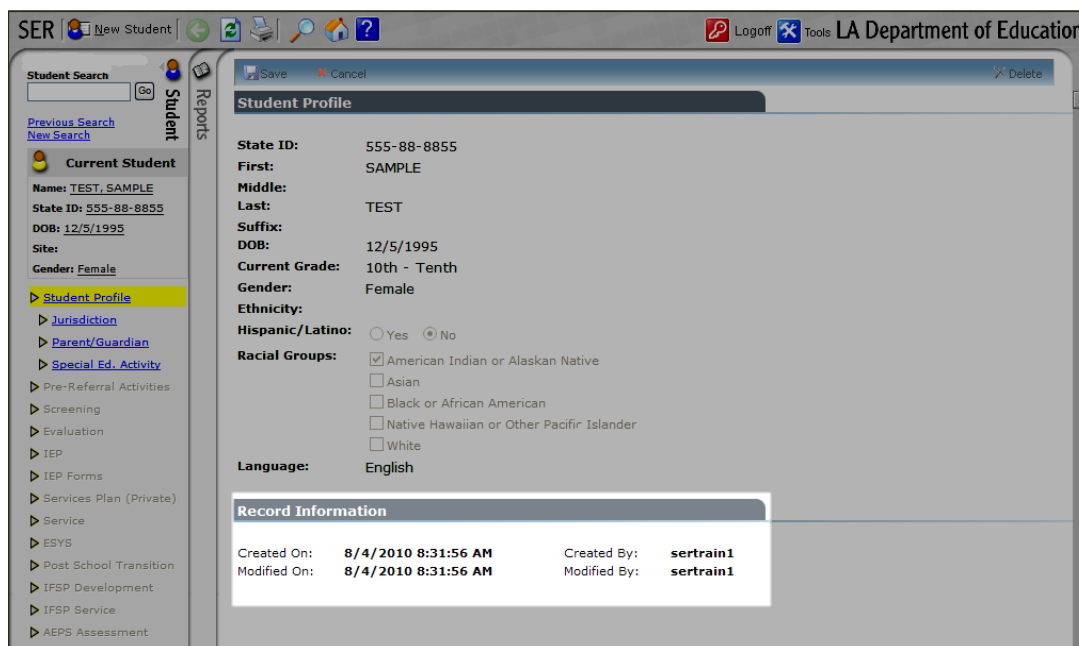 SER New Student ? Logoff Tools LA Department of Education
Student Search
Go
Previous Search
New Search
Student
Reports
Current Student
Name: TEST, SAMPLE
State ID: 555-88-8855
DOB: 12/5/1995
Site:
Gender: Female
Student Profile
Jurisdiction
Parent/Guardian
Special Ed. Activity
Pre-Referral Activities
Screening
Evaluation
IEP
IEP Forms
Services Plan (Private)
Service
ESYS
Post School Transition
IFSP Development
IFSP Service
AEPS Assessment
Save Cancel Delete
Student Profile
State ID: 555-88-8855
First: SAMPLE
Middle:
Last: TEST
Suffix:
DOB: 12/5/1995
Current Grade: 10th - Tenth
Gender: Female
Ethnicity:
Hispanic/Latino: Yes No
Racial Groups: American Indian or Alaskan Native
Asian
Black or African American
Native Hawaiian or Other Pacific Islander
White
Language: English
Record Information
Created On: 8/4/2010 8:31:56 AM Created By: sertrain1
Modified On: 8/4/2010 8:31:56 AM Modified By: sertrain1